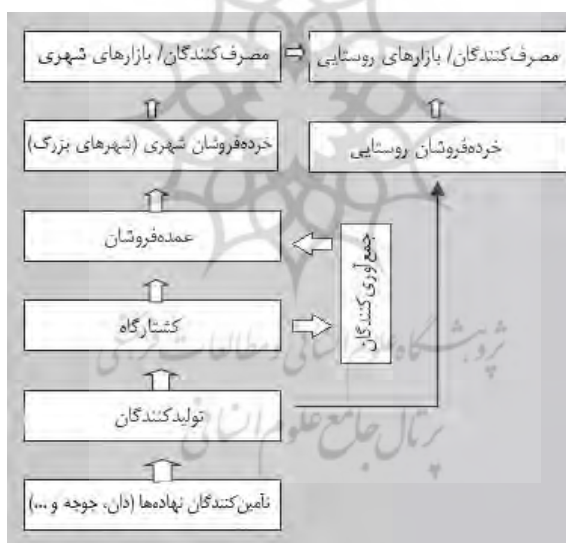 مصرف‌کنندگان/ بازارهای روستایی
مصرف‌کنندگان/ بازارهای شهری
خرده‌فروشان روستایی
خرده‌فروشان شهری (شهرهای بزرگ)
عمده‌فروشان
جمع‌آوری‌کنندگان
کشتارگاه
پژوهشگاه علوم انسانی و مطالعات فرهنگی
تولیدکنندگان
پرتال جامع علوم انسانی
تأمین‌کنندگان نهاده‌ها (دان، جوجه و ...)